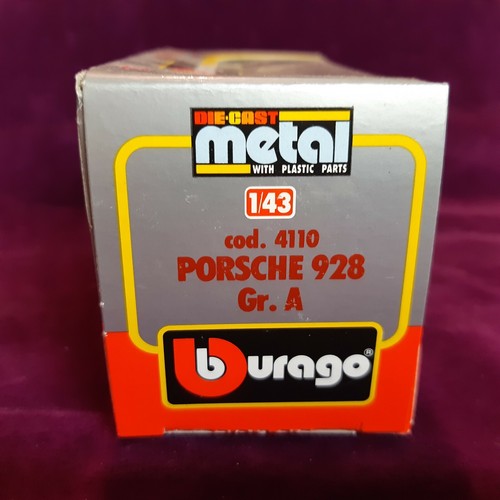 DIE-CAST
metal
WITH PLASTIC PARTS
1/43
cod. 4110
PORSCHE 928
Gr. A
burago®